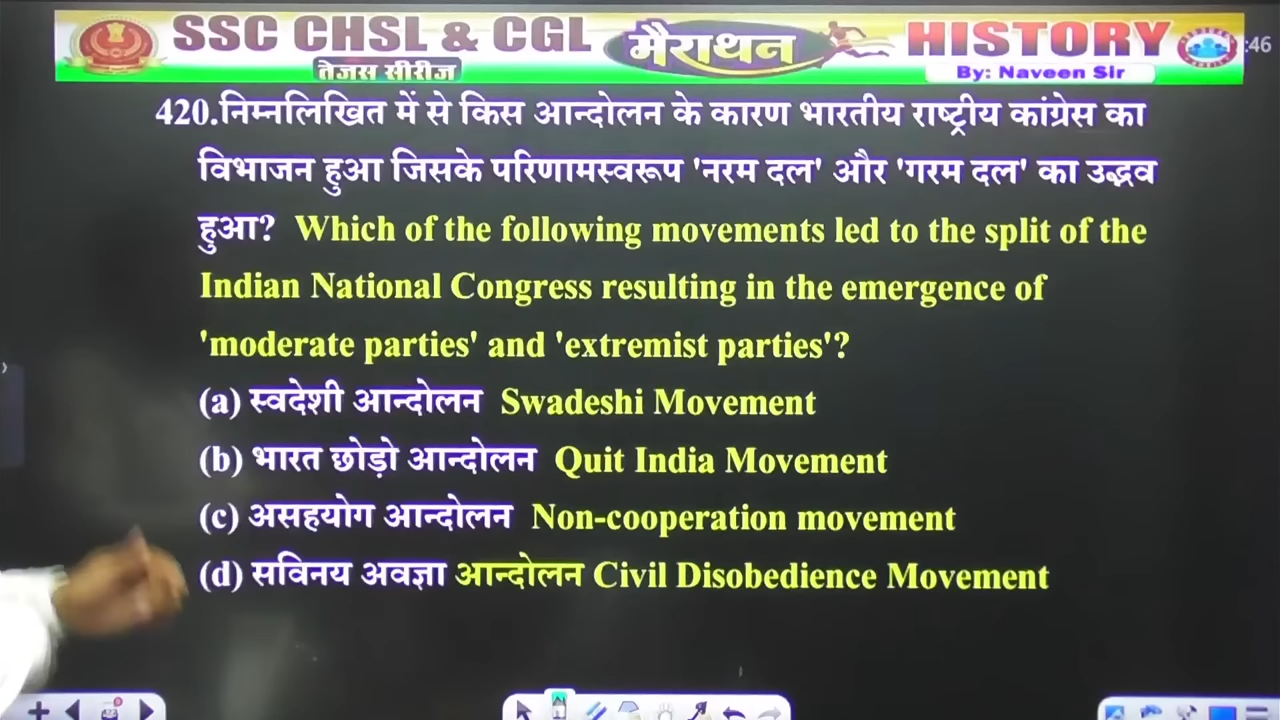 SSC CHSL & CGL
तेजस सीरीज
मैराथन
HISTORY
By: Naveen Sir
:46
420.निम्नलिखित में से किस आन्दोलन के कारण भारतीय राष्ट्रीय कांग्रेस का
विभाजन हुआ जिसके परिणामस्वरूप 'नरम दल' और 'गरम दल' का उद्भव
हुआ? Which of the following movements led to the split of the
Indian National Congress resulting in the emergence of
'moderate parties' and 'extremist parties'?
(a) स्वदेशी आन्दोलन Swadeshi Movement
(b) भारत छोड़ो आन्दोलन Quit India Movement
(c) असहयोग आन्दोलन Non-cooperation movement
(d) सविनय अवज्ञा आन्दोलन Civil Disobedience Movement